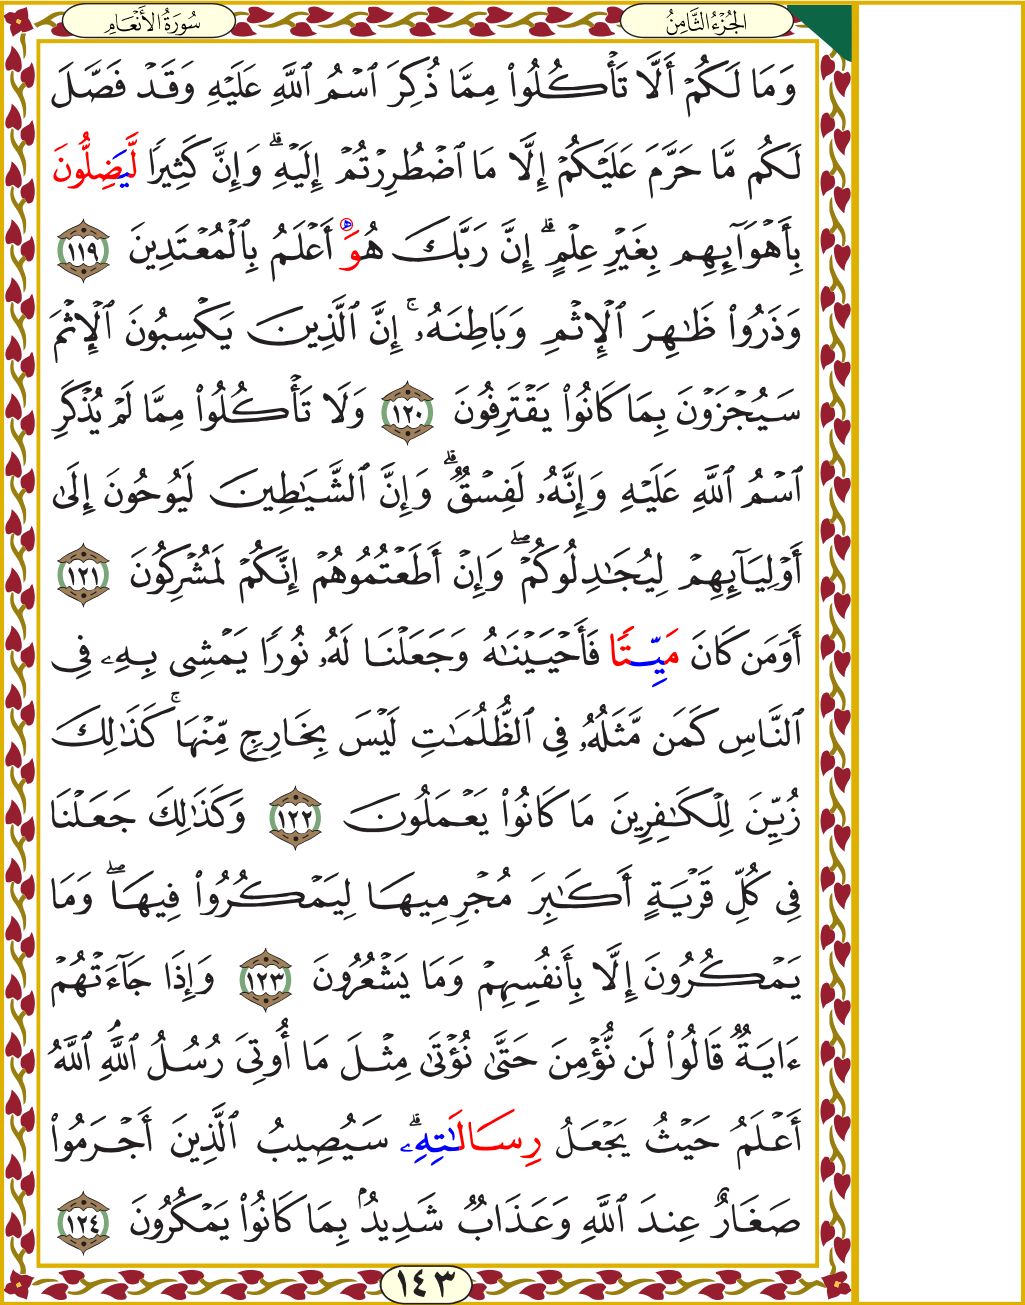 الجُزْءُ الثَّامِنُ
سُورَةُ الأَنْعَامِ
وَمَا لَكُمْ أَلَّا تَأْكُلُوا۟ مِمَّا ذُكِرَ ٱسْمُ ٱللَّهِ عَلَيْهِ وَقَدْ فَصَّلَ
لَكُم مَّا حَرَّمَ عَلَيْكُمْ إِلَّا مَا ٱضْطُرِرْتُمْ إِلَيْهِ ۗ وَإِنَّ كَثِيرًا لَّيَضِلُّونَ
بِأَهْوَآئِهِم بِغَيْرِ عِلْمٍ ۗ إِنَّ رَبَّكَ هُوَ أَعْلَمُ بِٱلْمُعْتَدِينَ ١١٩
وَذَرُوا۟ ظَٰهِرَ ٱلْإِثْمِ وَبَاطِنَهُۥٓ ۚ إِنَّ ٱلَّذِينَ يَكْسِبُونَ ٱلْإِثْمَ
سَيُجْزَوْنَ بِمَا كَانُوا۟ يَقْتَرِفُونَ ١٢٠ وَلَا تَأْكُلُوا۟ مِمَّا لَمْ يُذْكَرِ
ٱسْمُ ٱللَّهِ عَلَيْهِ وَإِنَّهُۥ لَفِسْقٌ ۗ وَإِنَّ ٱلشَّيَٰطِينَ لَيُوحُونَ إِلَىٰٓ
أَوْلِيَآئِهِمْ لِيُجَٰدِلُوكُمْ ۖ وَإِنْ أَطَعْتُمُوهُمْ إِنَّكُمْ لَمُشْرِكُونَ ١٢١
أَوَمَن كَانَ مَيِّتًا فَأَحْيَيْنَٰهُ وَجَعَلْنَا لَهُۥ نُورًا يَمْشِى بِهِۦ فِى
ٱلنَّاسِ كَمَن مَّثَلُهُۥ فِى ٱلظُّلُمَٰتِ لَيْسَ بِخَارِجٍ مِّنْهَا ۚ كَذَٰلِكَ
زُيِّنَ لِلْكَٰفِرِينَ مَا كَانُوا۟ يَعْمَلُونَ ١٢٢ وَكَذَٰلِكَ جَعَلْنَا
فِى كُلِّ قَرْيَةٍ أَكَٰبِرَ مُجْرِمِيهَا لِيَمْكُرُوا۟ فِيهَا ۖ وَمَا
يَمْكُرُونَ إِلَّا بِأَنفُسِهِمْ وَمَا يَشْعُرُونَ ١٢٣ وَإِذَا جَآءَتْهُمْ
ءَايَةٌ قَالُوا۟ لَن نُّؤْمِنَ حَتَّىٰ نُؤْتَىٰ مِثْلَ مَا أُوتِىَ رُسُلُ ٱللَّهِ ٱللَّهُ
أَعْلَمُ حَيْثُ يَجْعَلُ رِسَالَٰتِهِۦ ۗ سَيُصِيبُ ٱلَّذِينَ أَجْرَمُوا۟
صَغَارٌ عِندَ ٱللَّهِ وَعَذَابٌ شَدِيدٌۢ بِمَا كَانُوا۟ يَمْكُرُونَ ١٢٤
١٤٣